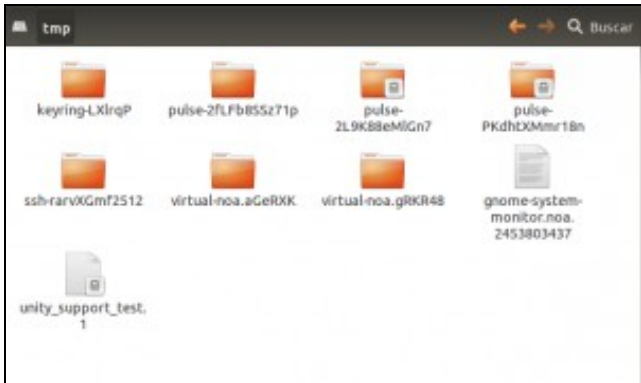 tmp
Buscar
keyring-LXlrqP
pulse-2fLFb8SSz71p
pulse-
2L9K88eMlGn7
pulse-
PKdhtXMmr18n
ssh-rarvXGmf2512
virtual-noa.aGeRXK
virtual-noa.gRKR48
gnome-system-
monitor.noa.
2453803437
unity_support_test.
1